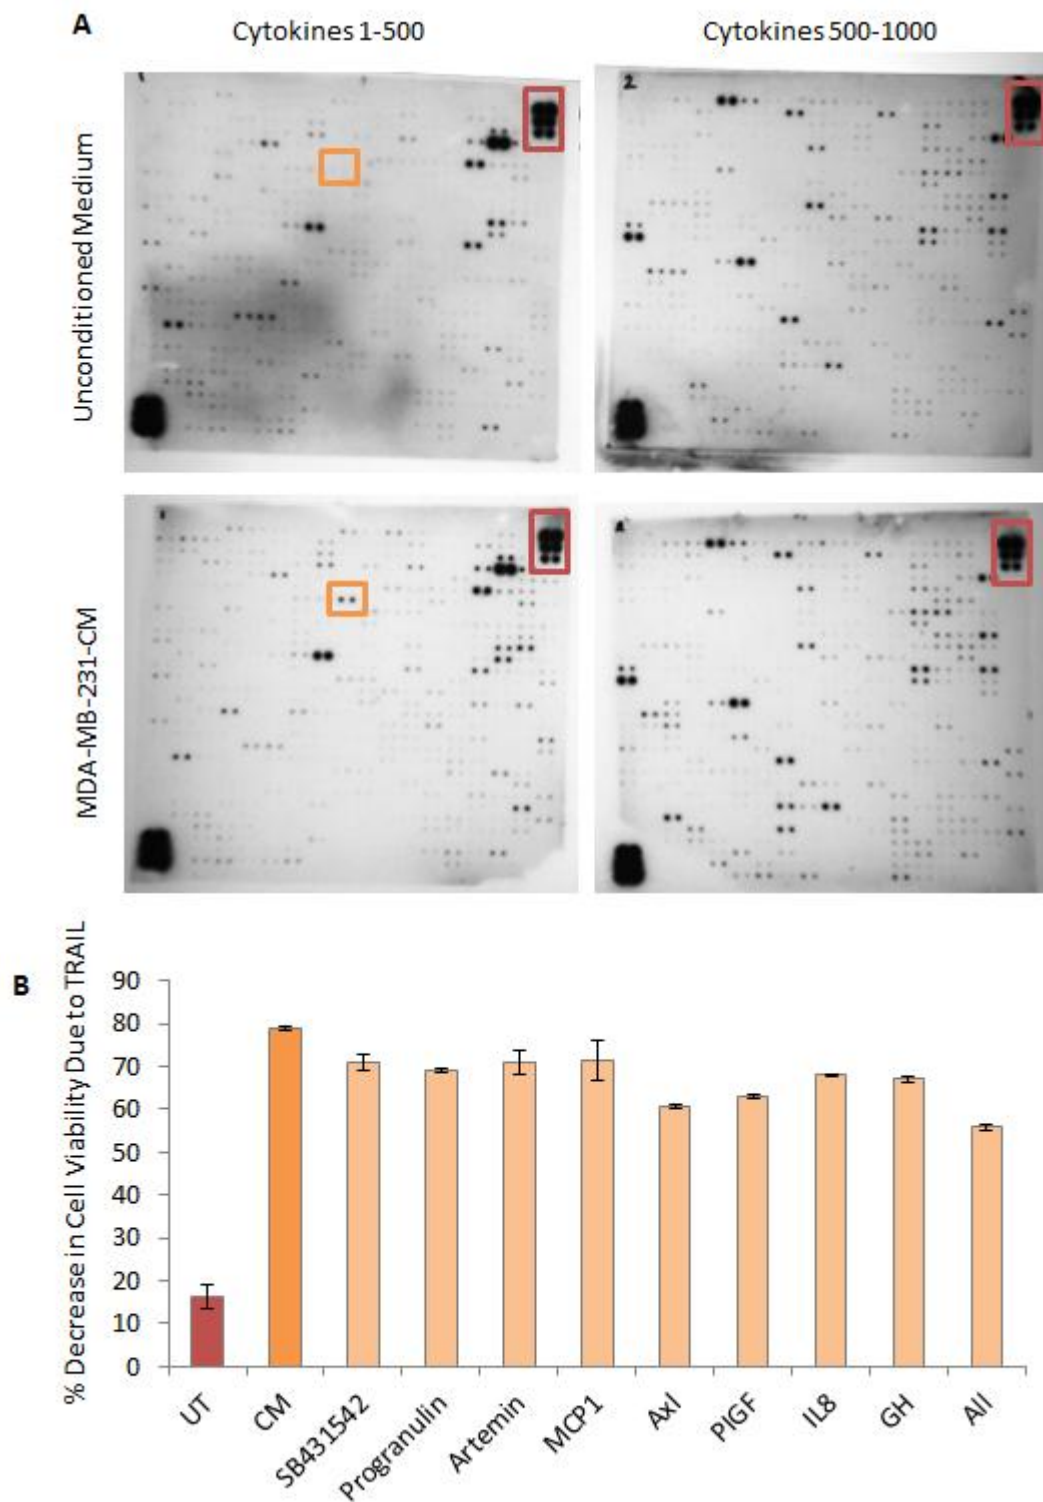 A
Cytokines 1-500
Cytokines 500-1000
Unconditioned Medium
2
MDA-MB-231-CM
B
% Decrease in Cell Viability Due to TRAIL
90
80
70
60
50
40
30
20
10
0
UT
CM
SB431542
Progranulin
Artemin
MCP1
Axl
PlGF
IL8
GH
All